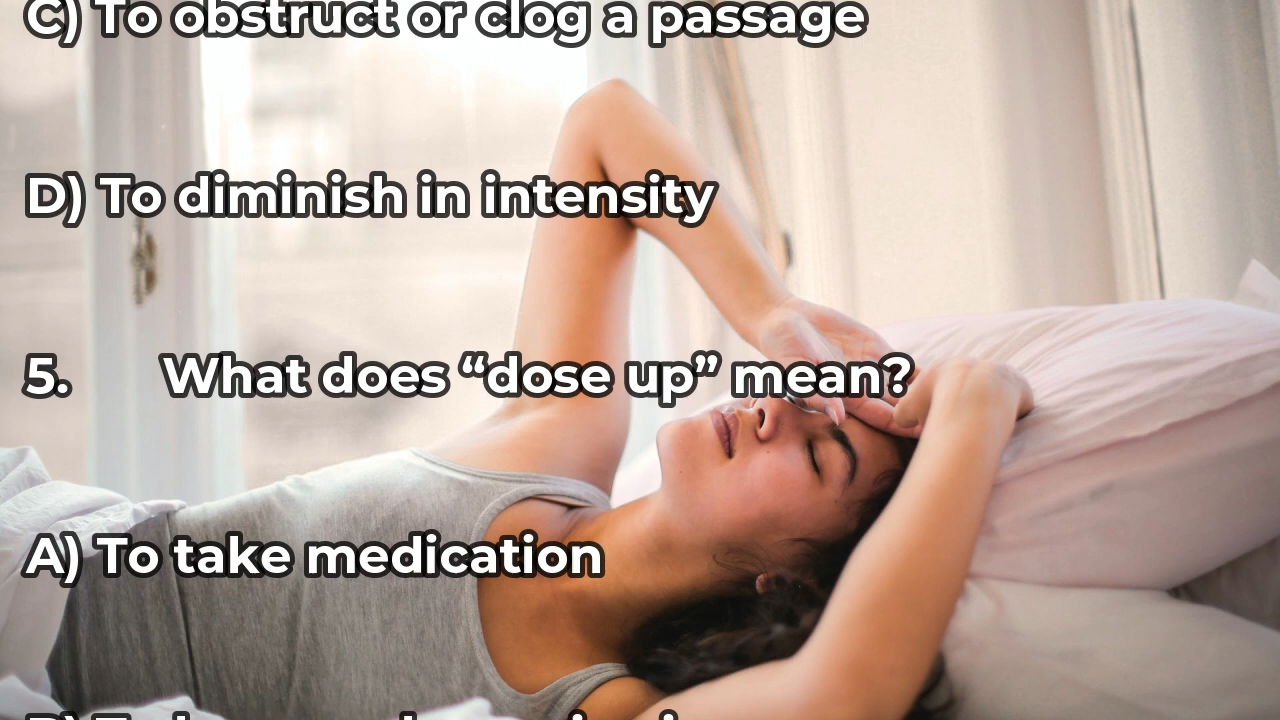 C) To obstruct or clog a passage
D) To diminish in intensity
5. What does “dose up” mean?
A) To take medication